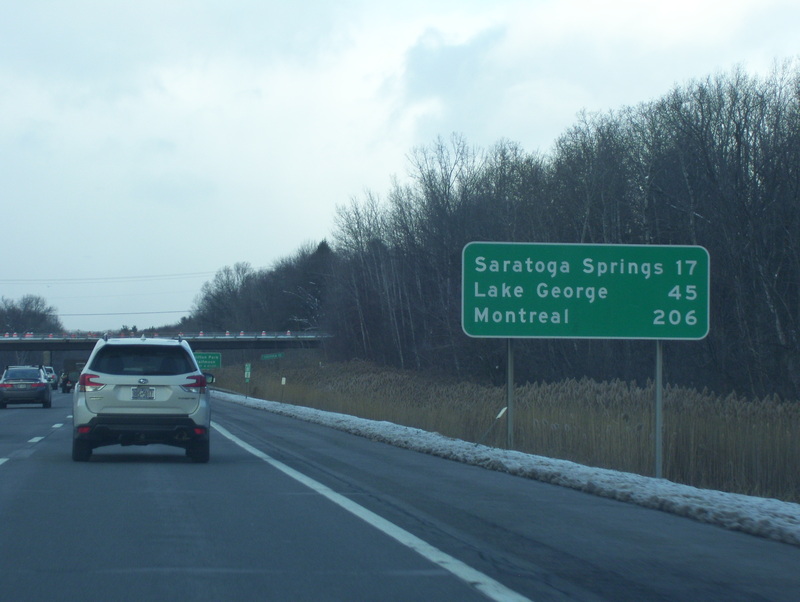 Saratoga Springs 17
Lake George 45
Montreal 206